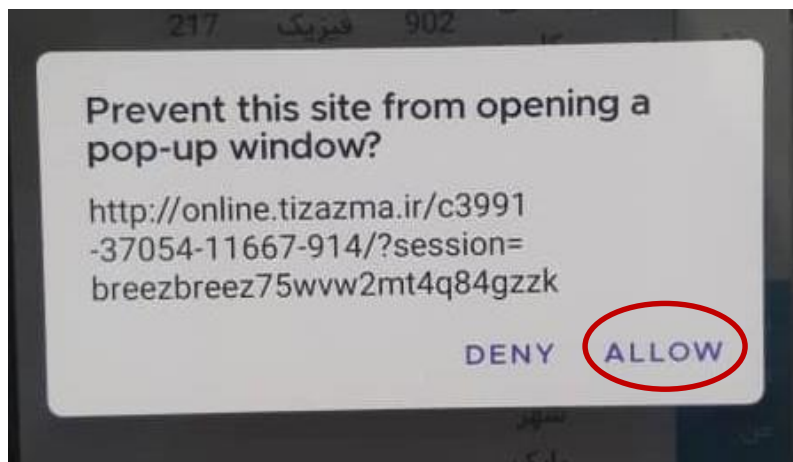 902 فیزیک 217
Prevent this site from opening a
pop-up window?
http://online.tizazma.ir/c3991
-37054-11667-914/?session=
breezbreez75wvw2mt4q84gzzk
DENY ALLOW
شهر